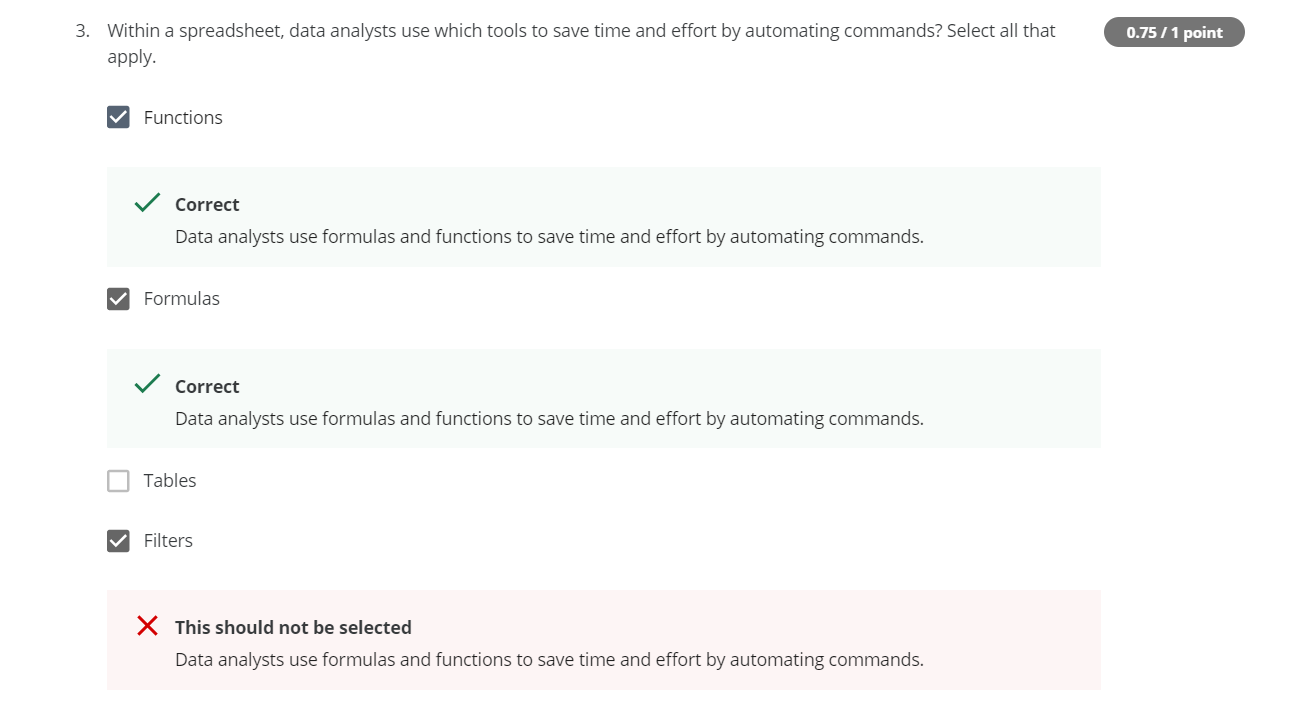 3. Within a spreadsheet, data analysts use which tools to save time and effort by automating commands? Select all that
apply.
0.75 / 1 point
Functions
Correct
Data analysts use formulas and functions to save time and effort by automating commands.
Formulas
Correct
Data analysts use formulas and functions to save time and effort by automating commands.
Tables
Filters
This should not be selected
Data analysts use formulas and functions to save time and effort by automating commands.